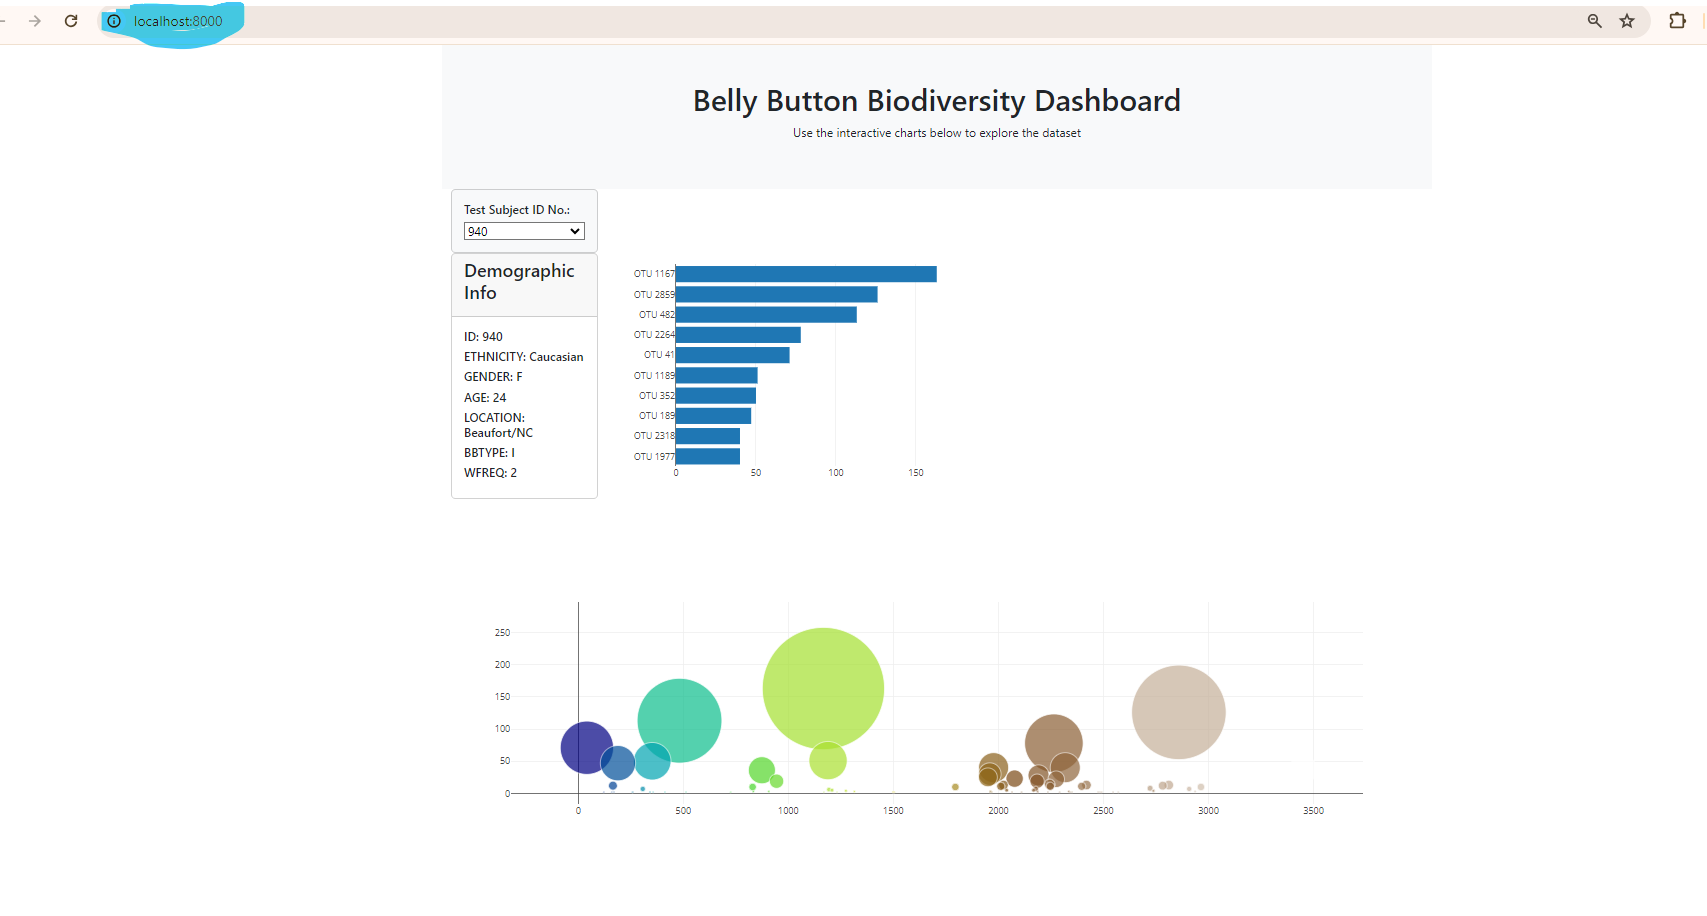 localhost:8000
Belly Button Biodiversity Dashboard
Use the interactive charts below to explore the dataset
Test Subject ID No.:
940
Demographic
Info
ID: 940
ETHNICITY: Caucasian
GENDER: F
AGE: 24
LOCATION:
Beaufort/NC
BBTYPE: I
WFREQ: 2
OTU 1167
OTU 2859
OTU 482
OTU 2264
OTU 41
OTU 1189
OTU 352
OTU 189
OTU 2318
OTU 1977
0 50 100 150
250
200
150
100
50
0
0 500 1000 1500 2000 2500 3000 3500